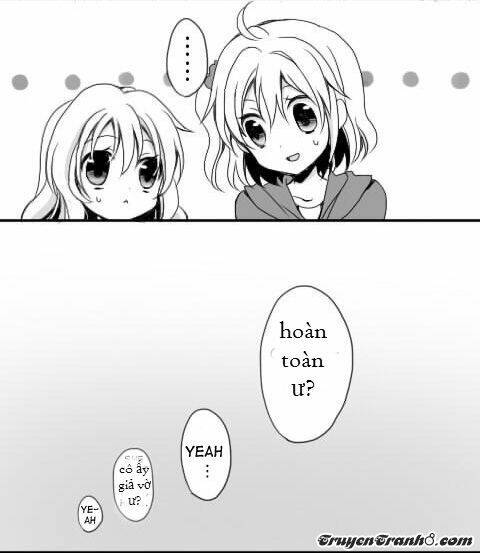 ......
hoàn
toàn
ư?
YEAH
...
cô ấy
giả vờ
ư?
YE-
AH
TruyenTranh8.com